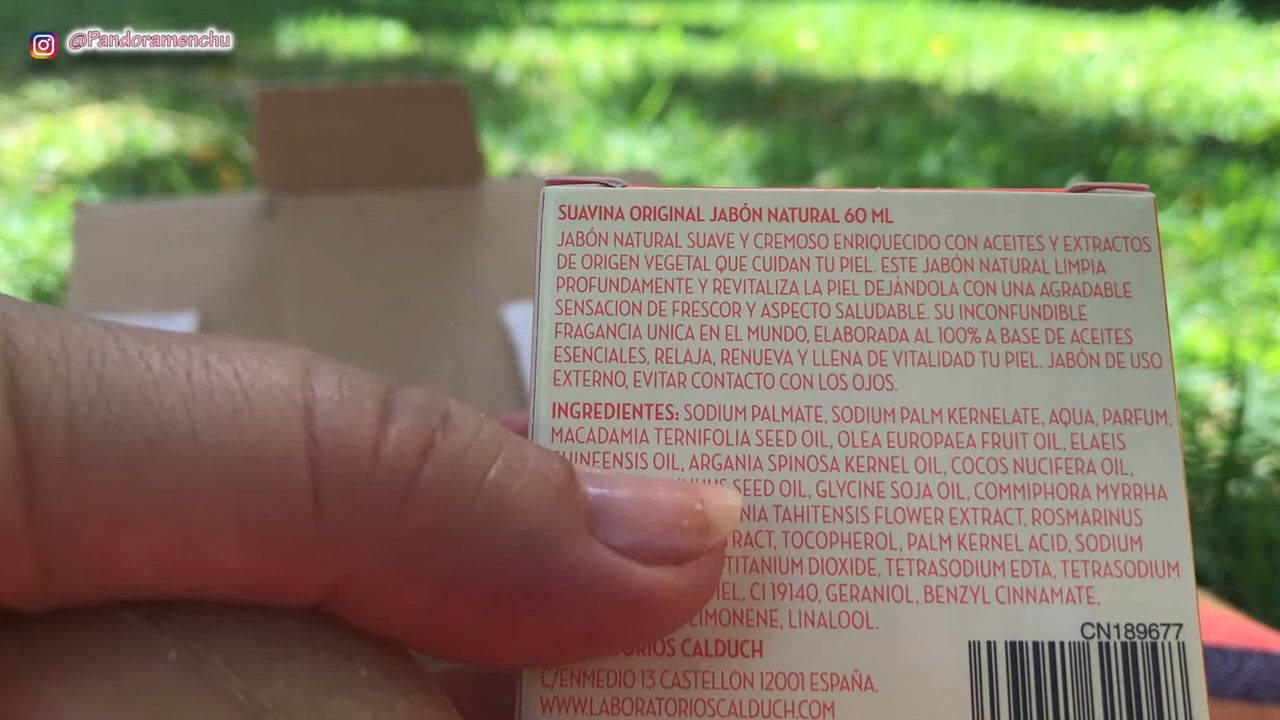 @Pandoramenchu
SUAVINA ORIGINAL JABÓN NATURAL 60 ML
JABÓN NATURAL SUAVE Y CREMOSO ENRIQUECIDO CON ACEITES Y EXTRACTOS
DE ORIGEN VEGETAL QUE CUIDAN TU PIEL. ESTE JABÓN NATURAL LIMPIA
PROFUNDAMENTE Y REVITALIZA LA PIEL DEJÁNDOLA CON UNA AGRADABLE
SENSACION DE FRESCOR Y ASPECTO SALUDABLE. SU INCONFUNDIBLE
FRAGANCIA UNICA EN EL MUNDO, ELABORADA AL 100% A BASE DE ACEITES
ESENCIALES, RELAJA, RENUEVA Y LLENA DE VITALIDAD TU PIEL. JABÓN DE USO
EXTERNO, EVITAR CONTACTO CON LOS OJOS.
INGREDIENTES: SODIUM PALMATE, SODIUM PALM KERNELATE, AQUA, PARFUM,
MACADAMIA TERNIFOLIA SEED OIL, OLEA EUROPAEA FRUIT OIL, ELAEIS
OIL, ARGANIA SPINOSA KERNEL OIL, COCOS NUCIFERA OIL,
SEED OIL, GLYCINE SOJA OIL, COMMIPHORA MYRRHA
TAHITENSIS FLOWER EXTRACT, ROSMARINUS
TOCOPHEROL, PALM KERNEL ACID, SODIUM
TITANIUM DIOXIDE, TETRASODIUM EDTA, TETRASODIUM
CI 19140, GERANIOL, BENZYL CINNAMATE,
LIMONENE, LINALOOL.
CN189677
CALDUCH
C/ENMEDIO 13 CASTELLON 12001 ESPAÑA.
WWW.LABORATORIOSCALDUCH.COM